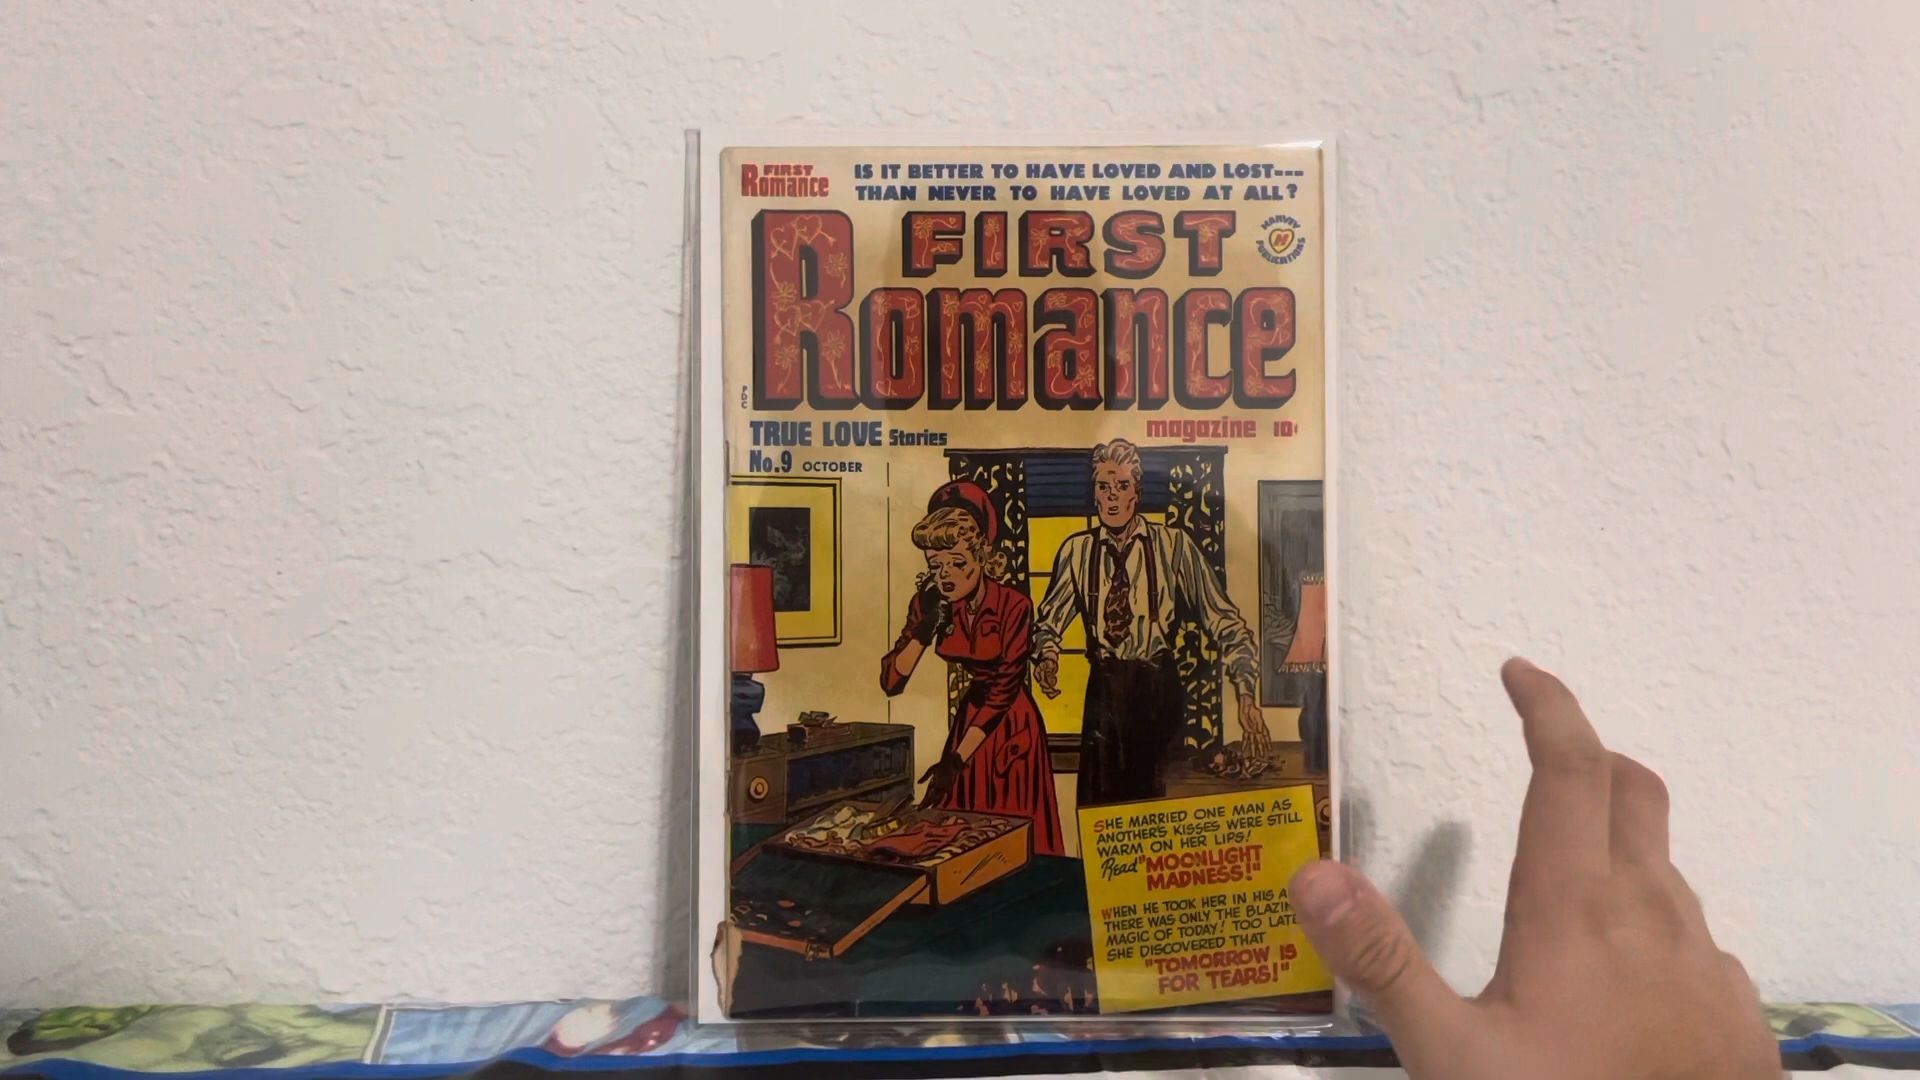 FIRST
Romance
IS IT BETTER TO HAVE LOVED AND LOST---
THAN NEVER TO HAVE LOVED AT ALL?
FIRST
Romance
HARVEY
H
PUBLICATIONS
PDC
TRUE LOVE Stories
magazine 10¢
No.9 OCTOBER
SHE MARRIED ONE MAN AS
ANOTHER'S KISSES WERE STILL
WARM ON HER LIPS!
Read "MOONLIGHT
MADNESS!"
WHEN HE TOOK HER IN HIS
THERE WAS ONLY THE
MAGIC OF TODAY! TOO LATE
SHE DISCOVERED THAT
"TOMORROW IS
FOR TEARS!"